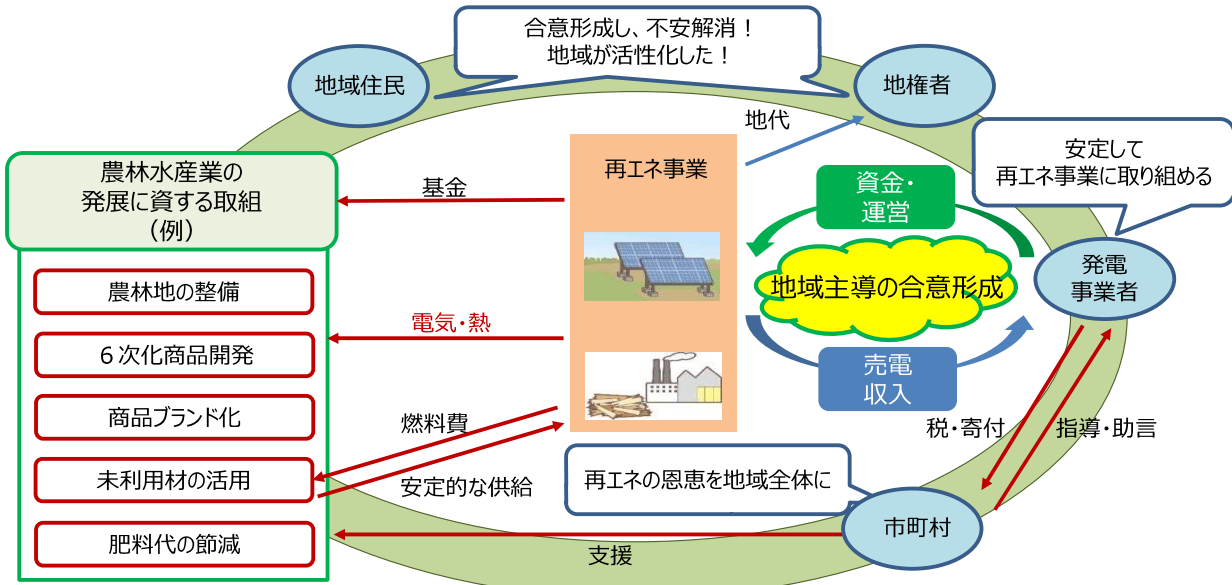 合意形成し、不安解消！
地域が活性化した！
地域住民
地権者
地代
安定して
再エネ事業に取り組める
農林水産業の
発展に資する取組
（例）
基金
再エネ事業
資金・
運営
地域主導の合意形成
発電
事業者
農林地の整備
電気・熱
６次化商品開発
売電
収入
商品ブランド化
燃料費
税・寄付
指導・助言
未利用材の活用
安定的な供給
再エネの恩恵を地域全体に
市町村
肥料代の節減
支援